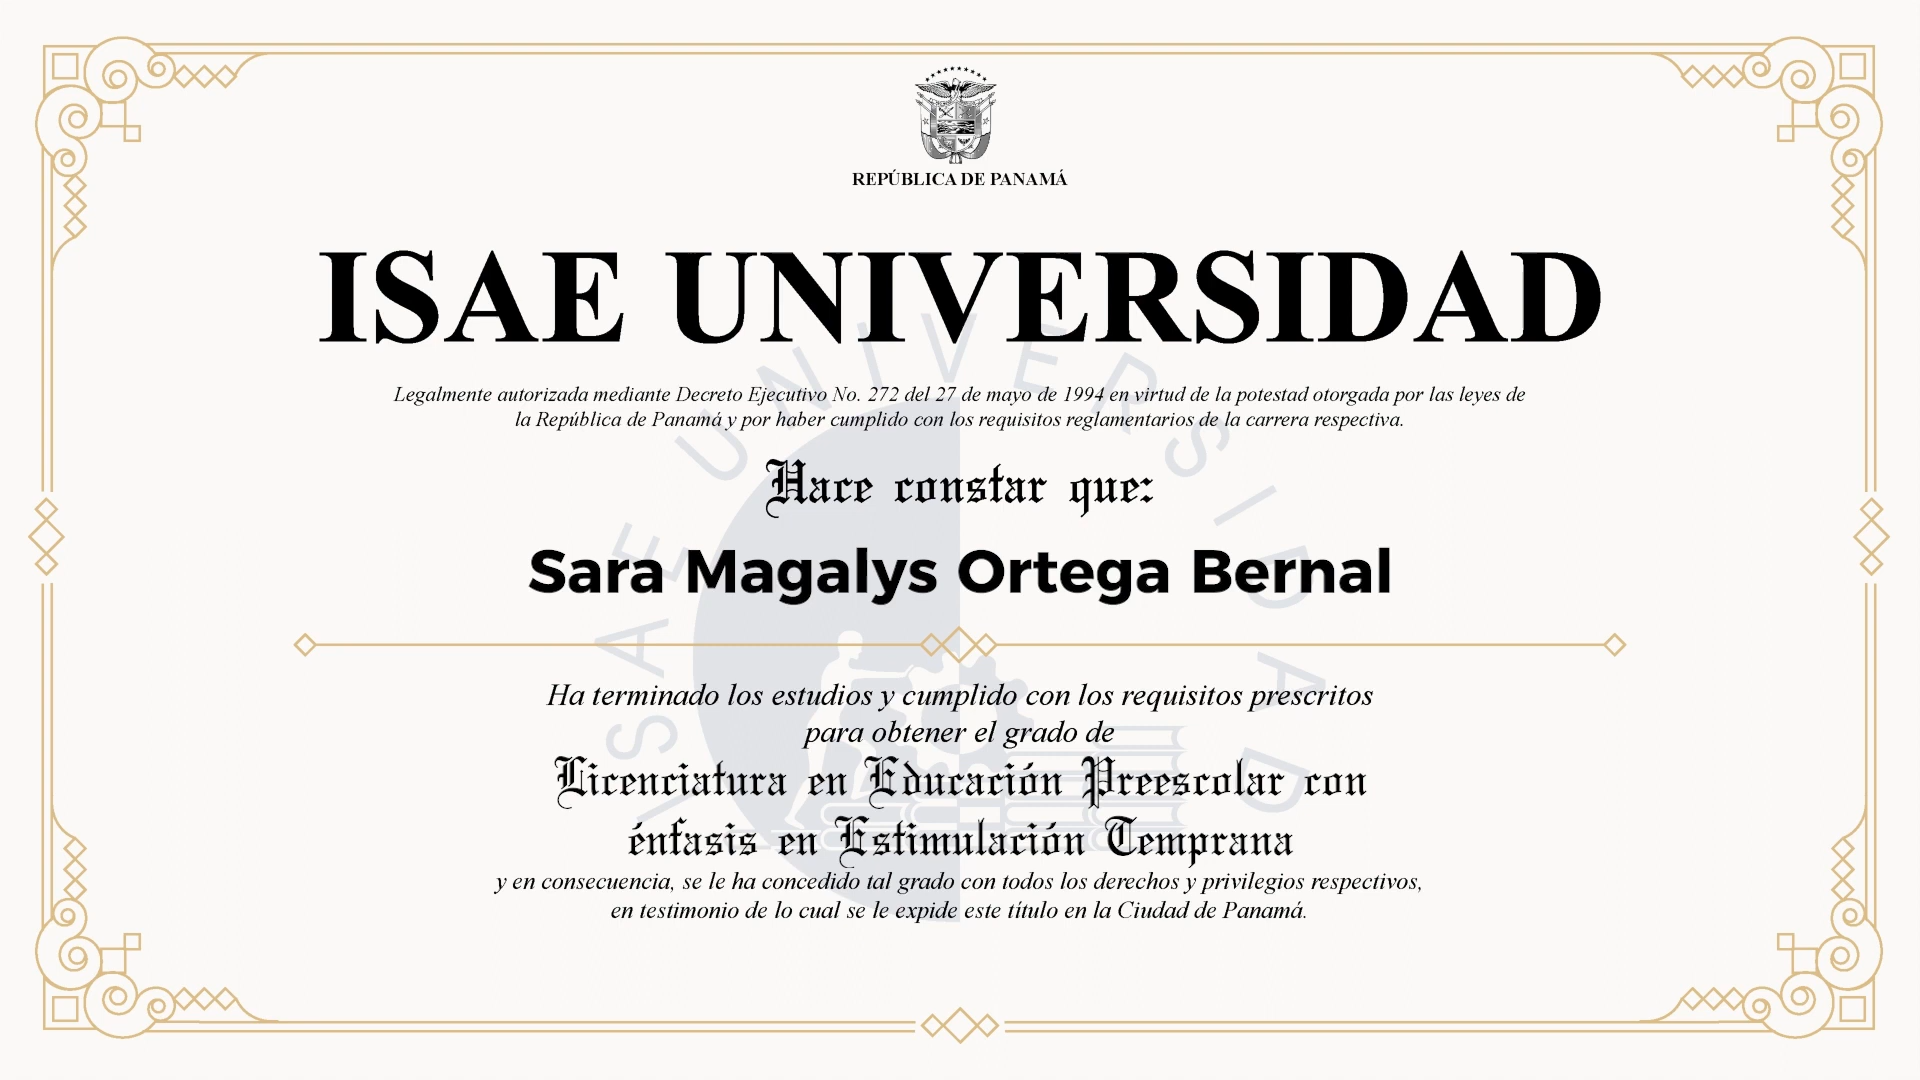 REPÚBLICA DE PANAMÁ
ISAE UNIVERSIDAD
Legalmente autorizada mediante Decreto Ejecutivo No. 272 del 27 de mayo de 1994 en virtud de la potestad otorgada por las leyes de
la República de Panamá y por haber cumplido con los requisitos reglamentarios de la carrera respectiva.
Hace constar que:
Sara Magalys Ortega Bernal
Ha terminado los estudios y cumplido con los requisitos prescritos
para obtener el grado de
Licenciatura en Educación Preescolar con
énfasis en Estimulación Temprana
y en consecuencia, se le ha concedido tal grado con todos los derechos y privilegios respectivos,
en testimonio de lo cual se le expide este título en la Ciudad de Panamá.
ISAE UNIVERSIDAD